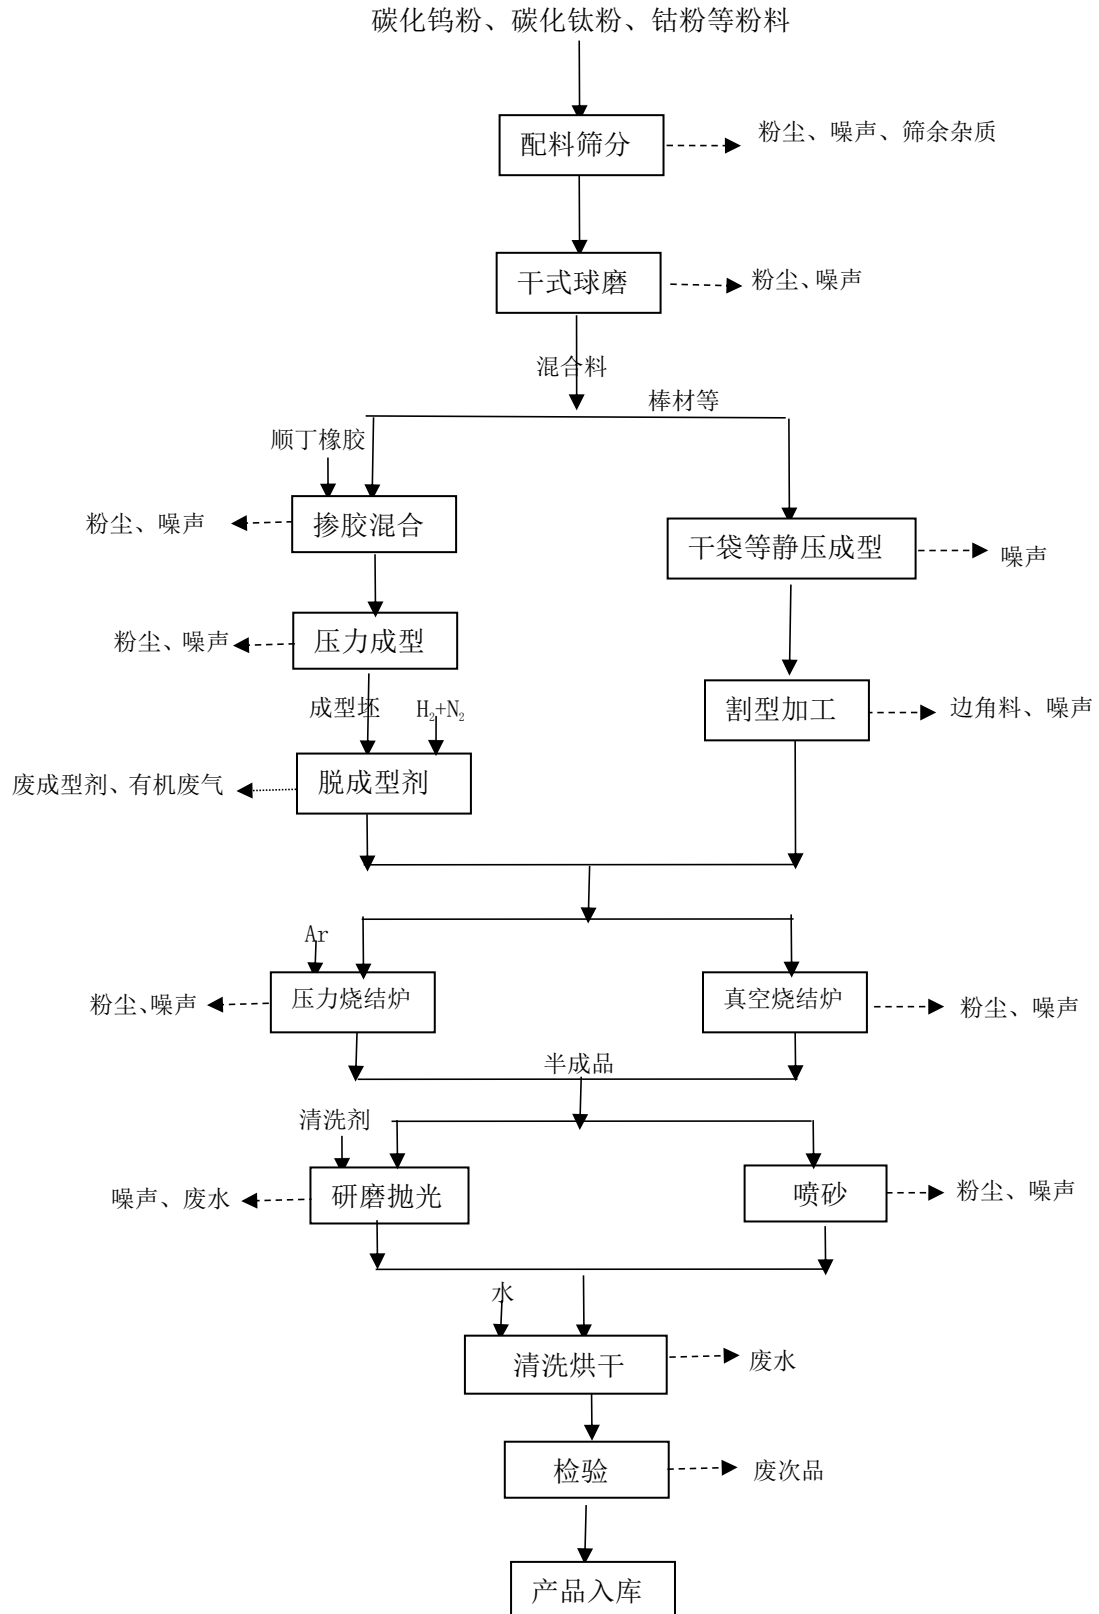 碳化钨粉、碳化钛粉、钴粉等粉料
配料筛分
粉尘、噪声、筛余杂质
干式球磨
粉尘、噪声
混合料
棒材等
顺丁橡胶
粉尘、噪声
掺胶混合
干袋等静压成型
噪声
粉尘、噪声
压力成型
成型坯
H₂+N₂
割型加工
边角料、噪声
废成型剂、有机废气
脱成型剂
Ar
粉尘、噪声
压力烧结炉
真空烧结炉
粉尘、噪声
半成品
清洗剂
噪声、废水
研磨抛光
喷砂
粉尘、噪声
水
清洗烘干
废水
检验
废次品
产品入库